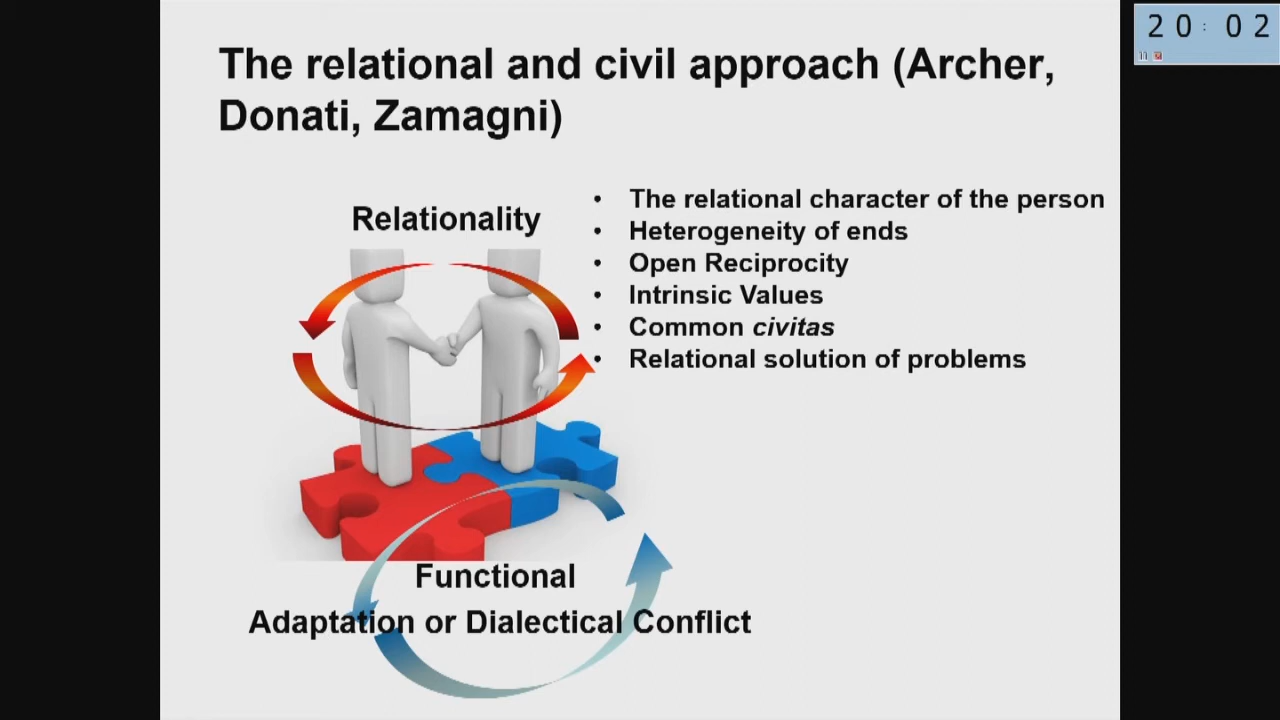 The relational and civil approach (Archer,
Donati, Zamagni)
Relationality
• The relational character of the person
• Heterogeneity of ends
• Open Reciprocity
• Intrinsic Values
• Common civitas
• Relational solution of problems
Functional
Adaptation or Dialectical Conflict
20:02